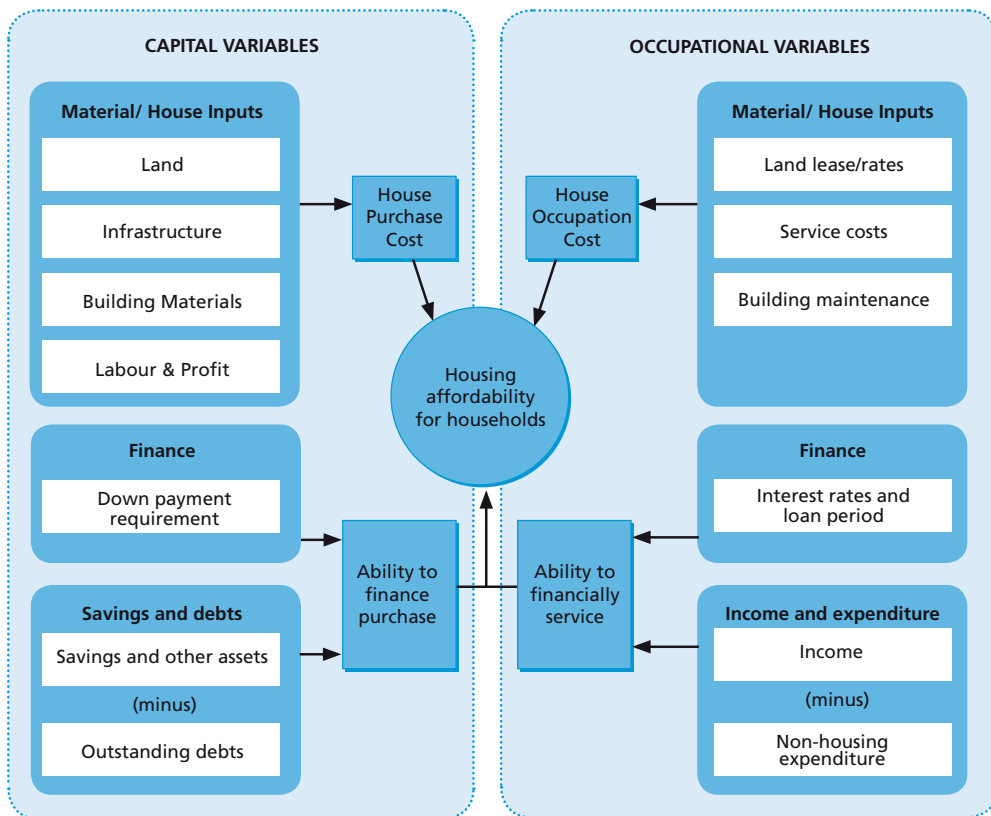 CAPITAL VARIABLES
Material/ House Inputs
Land
Infrastructure
Building Materials
Labour & Profit
House
Purchase
Cost
Finance
Down payment
requirement
Savings and debts
Savings and other assets
(minus)
Outstanding debts
Ability to
finance
purchase
Housing
affordability
for households
OCCUPATIONAL VARIABLES
Material/ House Inputs
Land lease/rates
Service costs
Building maintenance
House
Occupation
Cost
Finance
Interest rates and
loan period
Income and expenditure
Income
(minus)
Non-housing
expenditure
Ability to
financially
service